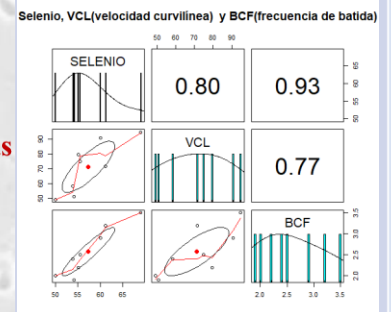 Selenio, VCL(velocidad curvilínea) y BCF(frecuencia de batida)
50 60 70 80 90
SELENIO
0.80
0.93
50 55 60 65
s
50 60 70 80 90
VCL
0.77
BCF
2.0 2.5 3.0 3.5
50 55 60 65
2.0 2.5 3.0 3.5